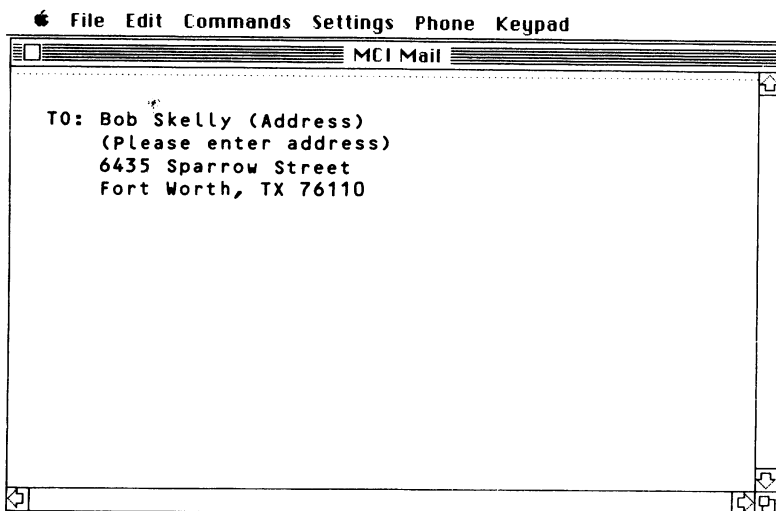 File Edit Commands Settings Phone Keypad
MCI Mail
TO: Bob Skelly (Address)
(Please enter address)
6435 Sparrow Street
Fort Worth, TX 76110